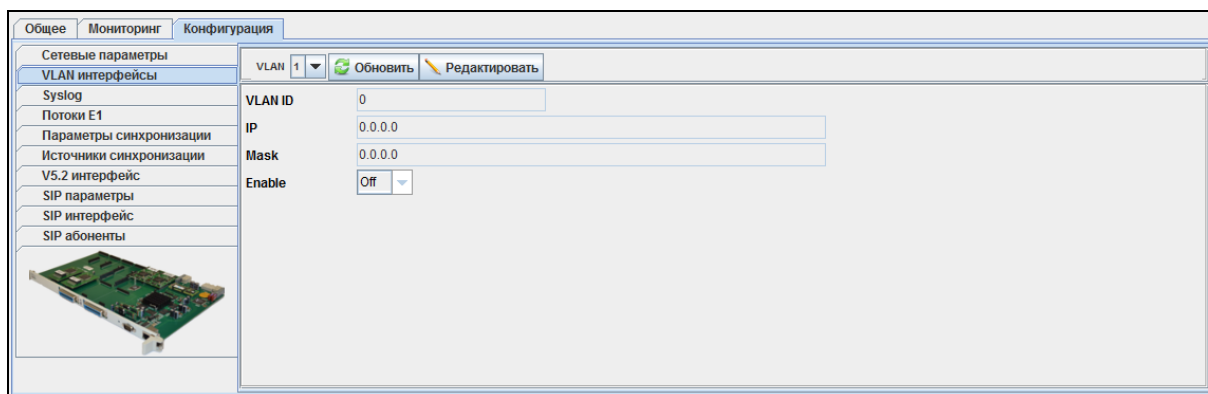 Общее Мониторинг Конфигурация
Сетевые параметры
VLAN интерфейсы
Syslog
Потоки E1
Параметры синхронизации
Источники синхронизации
V5.2 интерфейс
SIP параметры
SIP интерфейс
SIP абоненты
VLAN 1 Обновить Редактировать
VLAN ID 0
IP 0.0.0.0
Mask 0.0.0.0
Enable Off